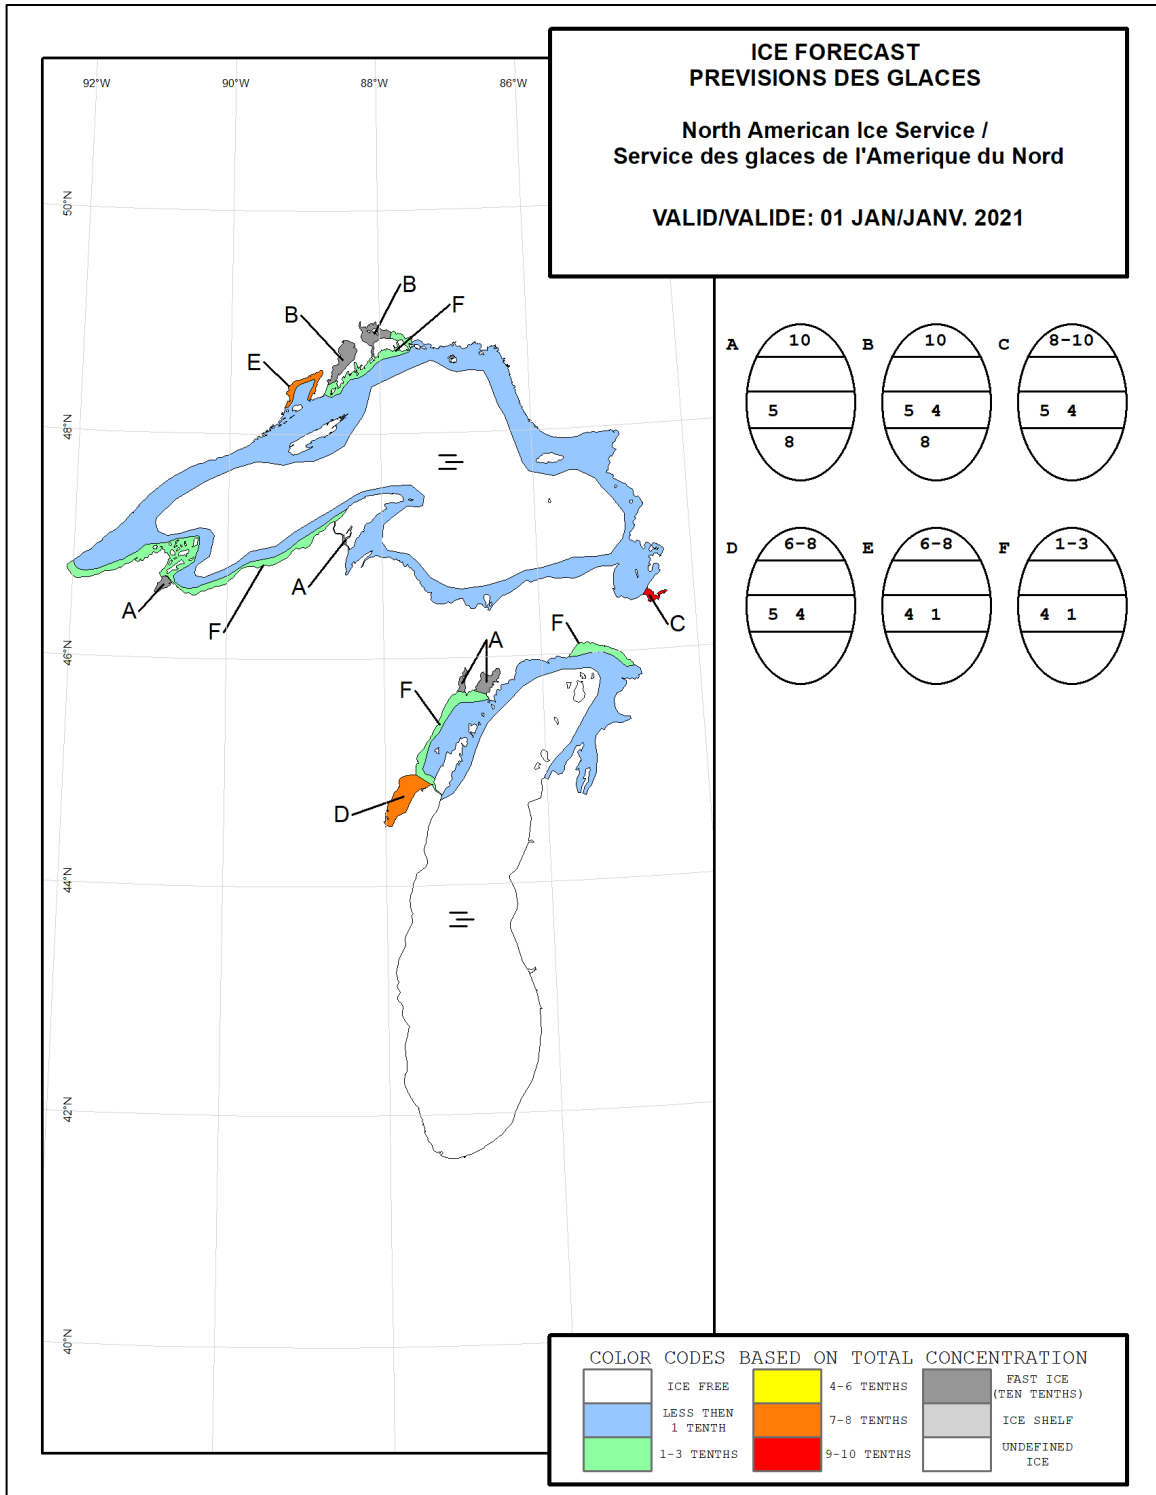 ICE FORECAST
PREVISIONS DES GLACES
North American Ice Service /
Service des glaces de l'Amerique du Nord
VALID/VALIDE: 01 JAN/JANV. 2021
92°W
90°W
88°W
86°W
50°N
48°N
46°N
44°N
42°N
40°N
B
B
F
E
A
F
A
C
F
A
F
D
A
10
5
8
B
10
5 4
8
C
8-10
5 4
D
6-8
5 4
E
6-8
4 1
F
1-3
4 1
COLOR CODES BASED ON TOTAL CONCENTRATION
ICE FREE
LESS THEN
1 TENTH
1-3 TENTHS
4-6 TENTHS
7-8 TENTHS
9-10 TENTHS
FAST ICE
(TEN TENTHS)
ICE SHELF
UNDEFINED
ICE